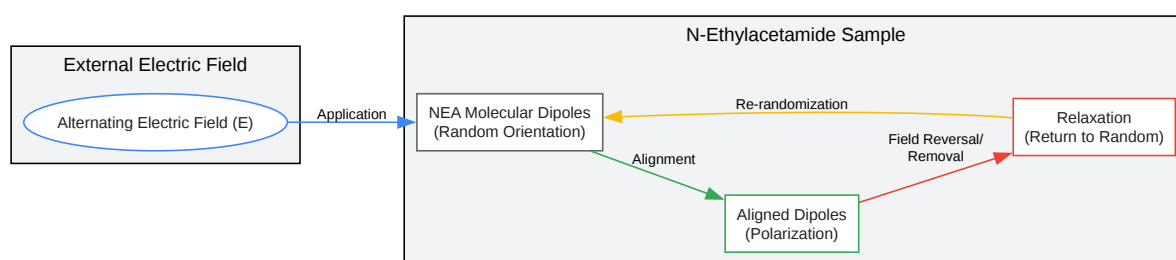 External Electric Field
Alternating Electric Field (E)
Application
N-Ethylacetamide Sample
NEA Molecular Dipoles
(Random Orientation)
Re-randomization
Relaxation
(Return to Random)
Alignment
Field Reversal/
Removal
Aligned Dipoles
(Polarization)